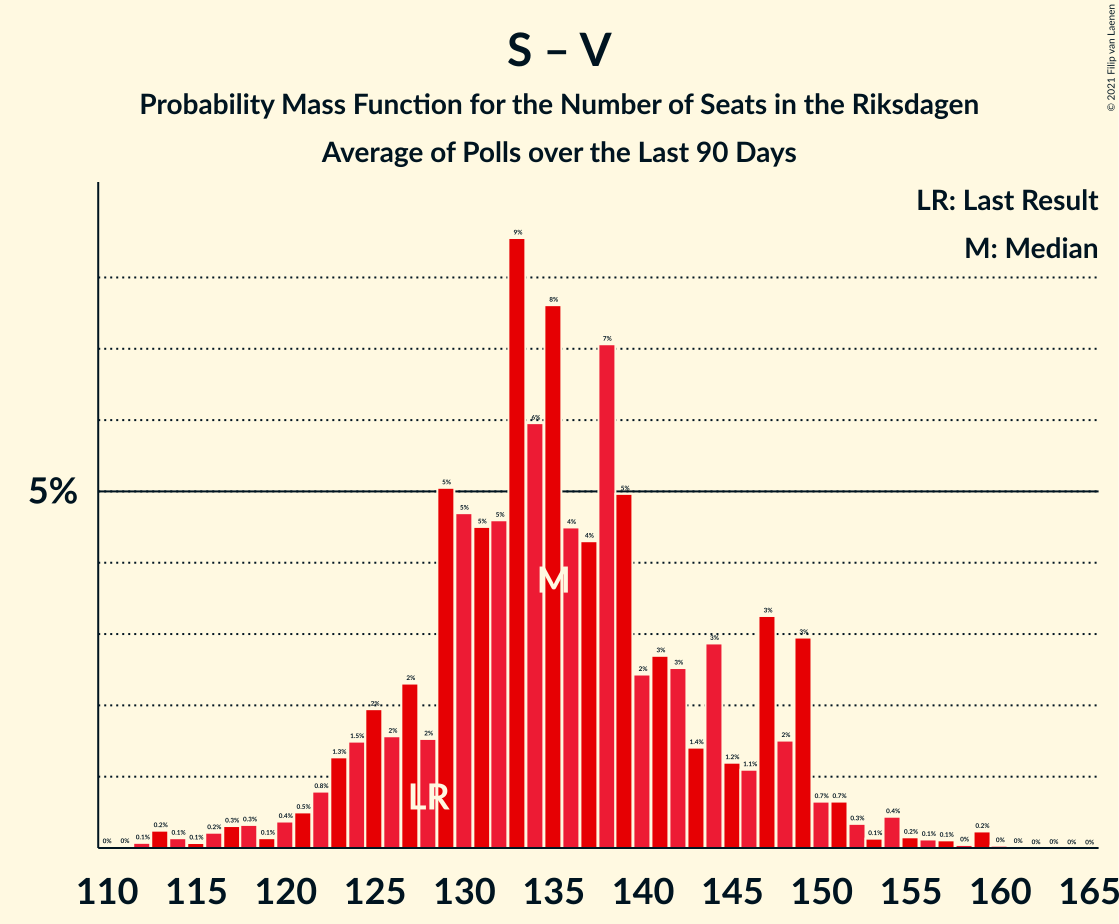 S – V
Probability Mass Function for the Number of Seats in the Riksdagen
Average of Polls over the Last 90 Days
© 2021 Filip van Laenen
LR: Last Result
M: Median
5%
0% 0% 0.1% 0.2% 0.1% 0.1% 0.2% 0.3% 0.3% 0.1% 0.4% 0.5% 0.8% 1.3% 1.5% 2% 2% 2% 2% 5% 5% 5% 5% 9% 6% 8% 4% 4% 7% 5% 2% 3% 3% 1.4% 3% 1.2% 1.1% 3% 2% 3% 0.7% 0.7% 0.3% 0.1% 0.4% 0.2% 0.1% 0.1% 0% 0.2% 0% 0% 0% 0% 0% 0%
M
LR
110 115 120 125 130 135 140 145 150 155 160 165